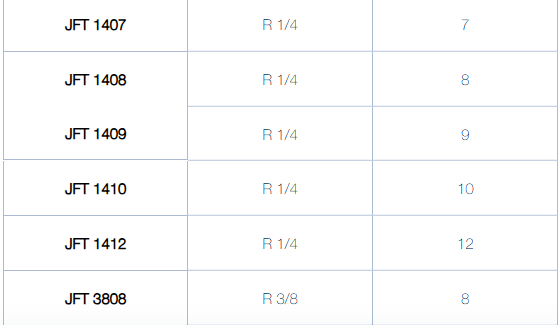 JFT 1407 R 1/4 7
JFT 1408 R 1/4 8
JFT 1409 R 1/4 9
JFT 1410 R 1/4 10
JFT 1412 R 1/4 12
JFT 3808 R 3/8 8